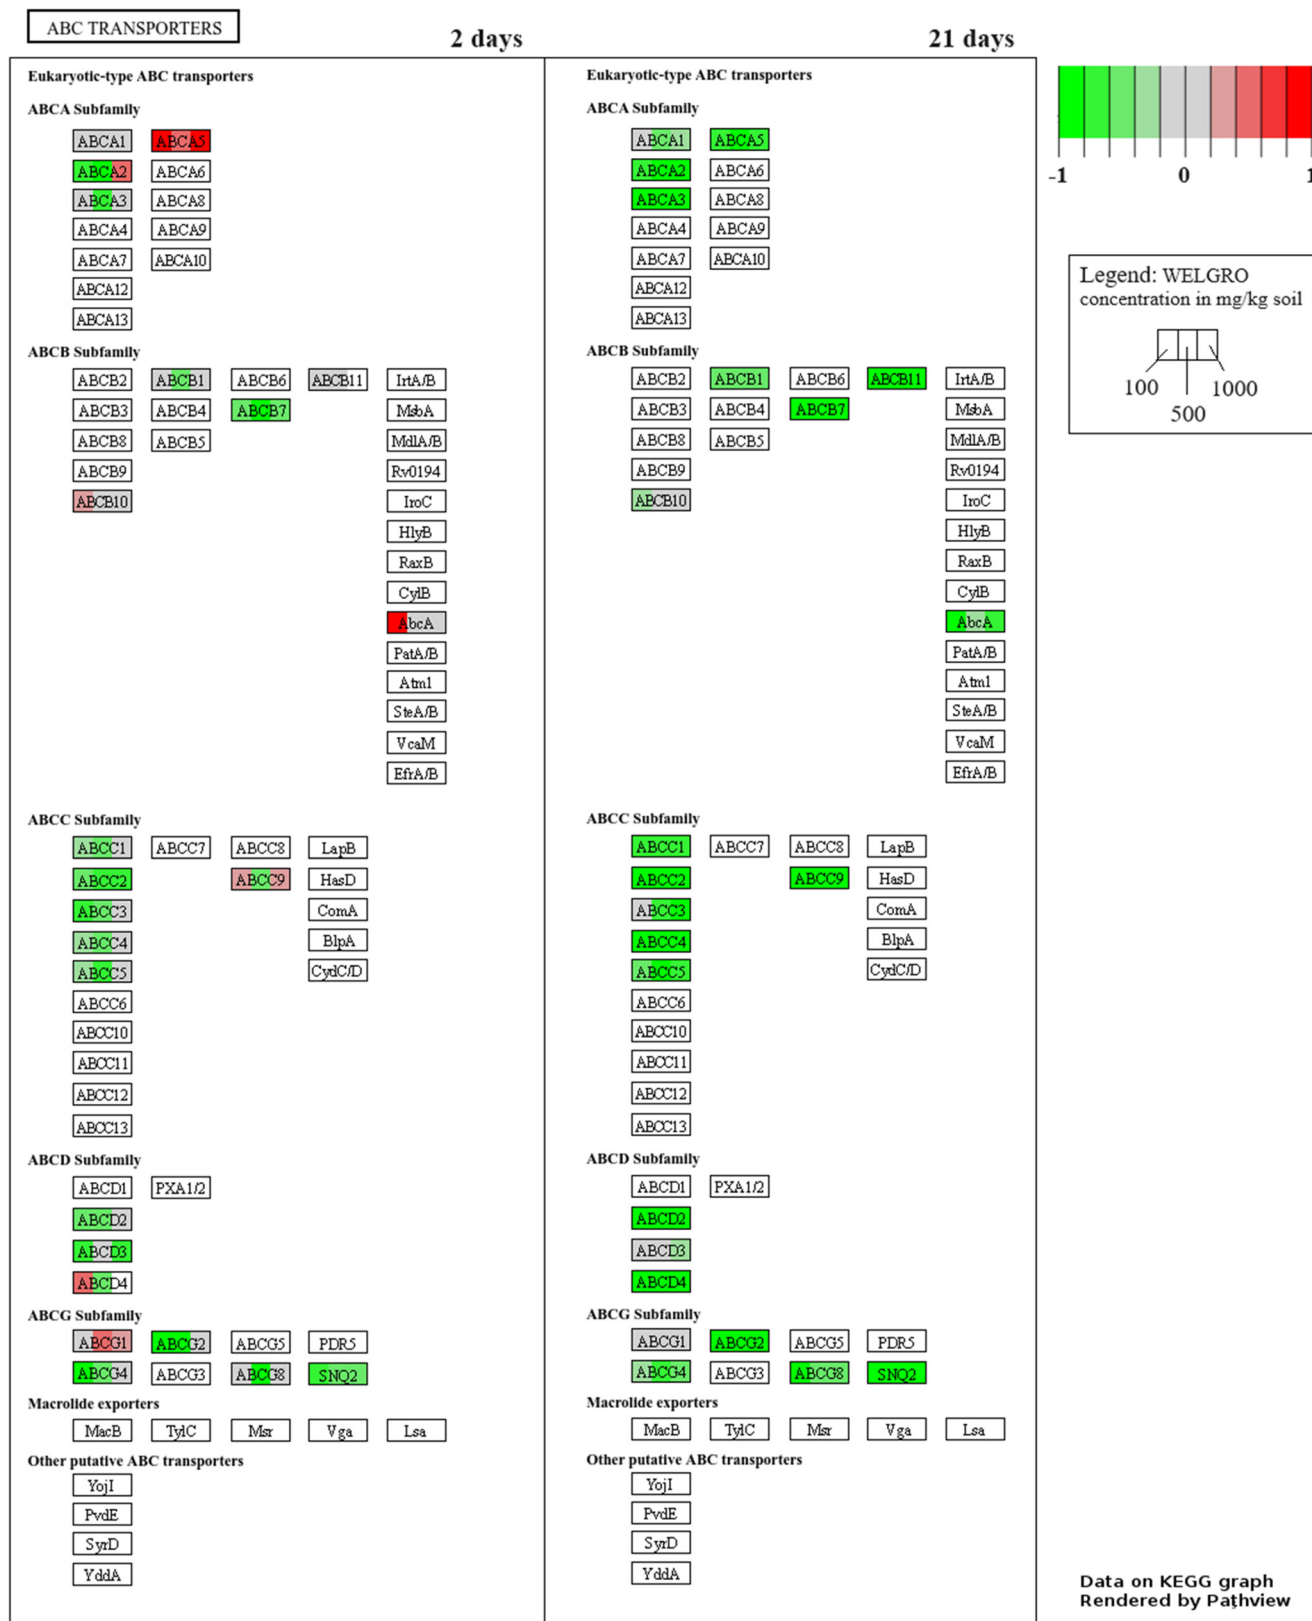 ABC TRANSPORTERS
2 days
21 days
Eukaryotic-type ABC transporters
ABCA Subfamily
ABCA1 ABCA5
ABCA2 ABCA6
ABCA3 ABCA8
ABCA4 ABCA9
ABCA7 ABCA10
ABCA12
ABCA13
ABCB Subfamily
ABCB2 ABCB1 ABCB6 ABCB11 IrtA/B
ABCB3 ABCB4 ABCB7 MsbA
ABCB8 ABCB5 MdlA/B
ABCB9 Rv0194
ABCB10 IroC
HlyB
RaxB
CylB
AbcA
PatA/B
Atm1
SteA/B
VcaM
EfrA/B
ABCC Subfamily
ABCC1 ABCC7 ABCC8 LapB
ABCC2 ABCC9 HasD
ABCC3 ComA
ABCC4 BlpA
ABCC5 CydC/D
ABCC6
ABCC10
ABCC11
ABCC12
ABCC13
ABCD Subfamily
ABCD1 PXA1/2
ABCD2
ABCD3
ABCD4
ABCG Subfamily
ABCG1 ABCG2 ABCG5 PDR5
ABCG4 ABCG3 ABCG8 SNQ2
Macrolide exporters
MacB TylC Msr Vga Lsa
Other putative ABC transporters
YojI
PvdE
SyrD
YddA
Eukaryotic-type ABC transporters
ABCA Subfamily
ABCA1 ABCA5
ABCA2 ABCA6
ABCA3 ABCA8
ABCA4 ABCA9
ABCA7 ABCA10
ABCA12
ABCA13
ABCB Subfamily
ABCB2 ABCB1 ABCB6 ABCB11 IrtA/B
ABCB3 ABCB4 ABCB7 MsbA
ABCB8 ABCB5 MdlA/B
ABCB9 Rv0194
ABCB10 IroC
HlyB
RaxB
CylB
AbcA
PatA/B
Atm1
SteA/B
VcaM
EfrA/B
ABCC Subfamily
ABCC1 ABCC7 ABCC8 LapB
ABCC2 ABCC9 HasD
ABCC3 ComA
ABCC4 BlpA
ABCC5 CydC/D
ABCC6
ABCC10
ABCC11
ABCC12
ABCC13
ABCD Subfamily
ABCD1 PXA1/2
ABCD2
ABCD3
ABCD4
ABCG Subfamily
ABCG1 ABCG2 ABCG5 PDR5
ABCG4 ABCG3 ABCG8 SNQ2
Macrolide exporters
MacB TylC Msr Vga Lsa
Other putative ABC transporters
YojI
PvdE
SyrD
YddA
-1 0 1
Legend: WELGRO
concentration in mg/kg soil
100 1000
500
Data on KEGG graph
Rendered by Pathview